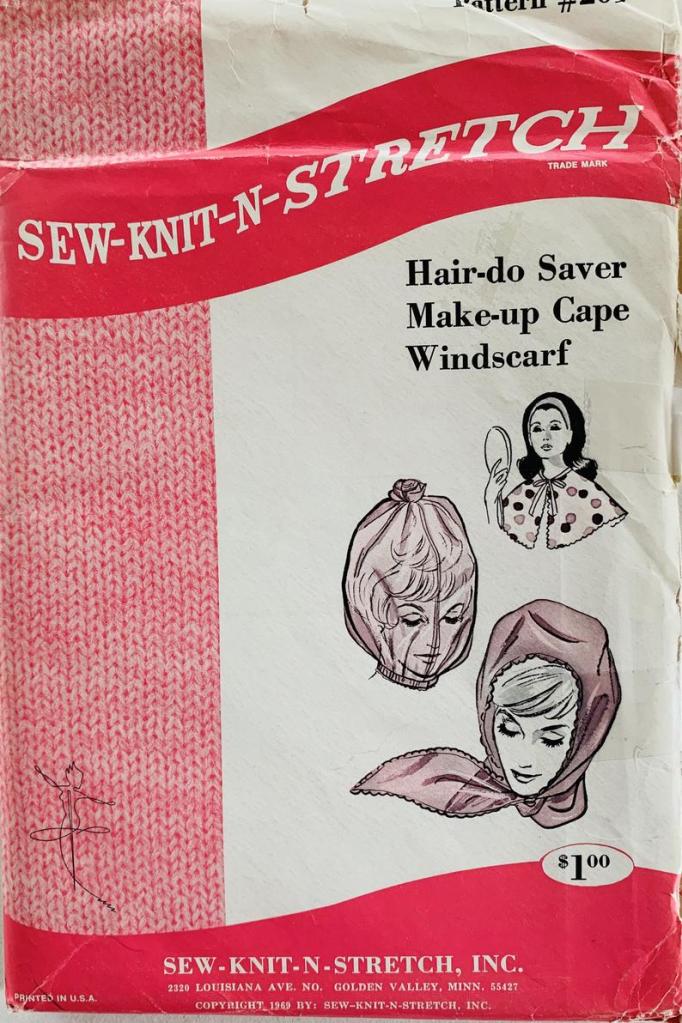 Pattern
SEW-KNIT-N-STRETCH
TRADE MARK
Hair-do Saver
Make-up Cape
Windscarf
$1.00
SEW-KNIT-N-STRETCH, INC.
2320 LOUISIANA AVE. NO. GOLDEN VALLEY, MINN. 55427
PRINTED IN U.S.A.
COPYRIGHT 1969 BY: SEW-KNIT-N-STRETCH, INC.